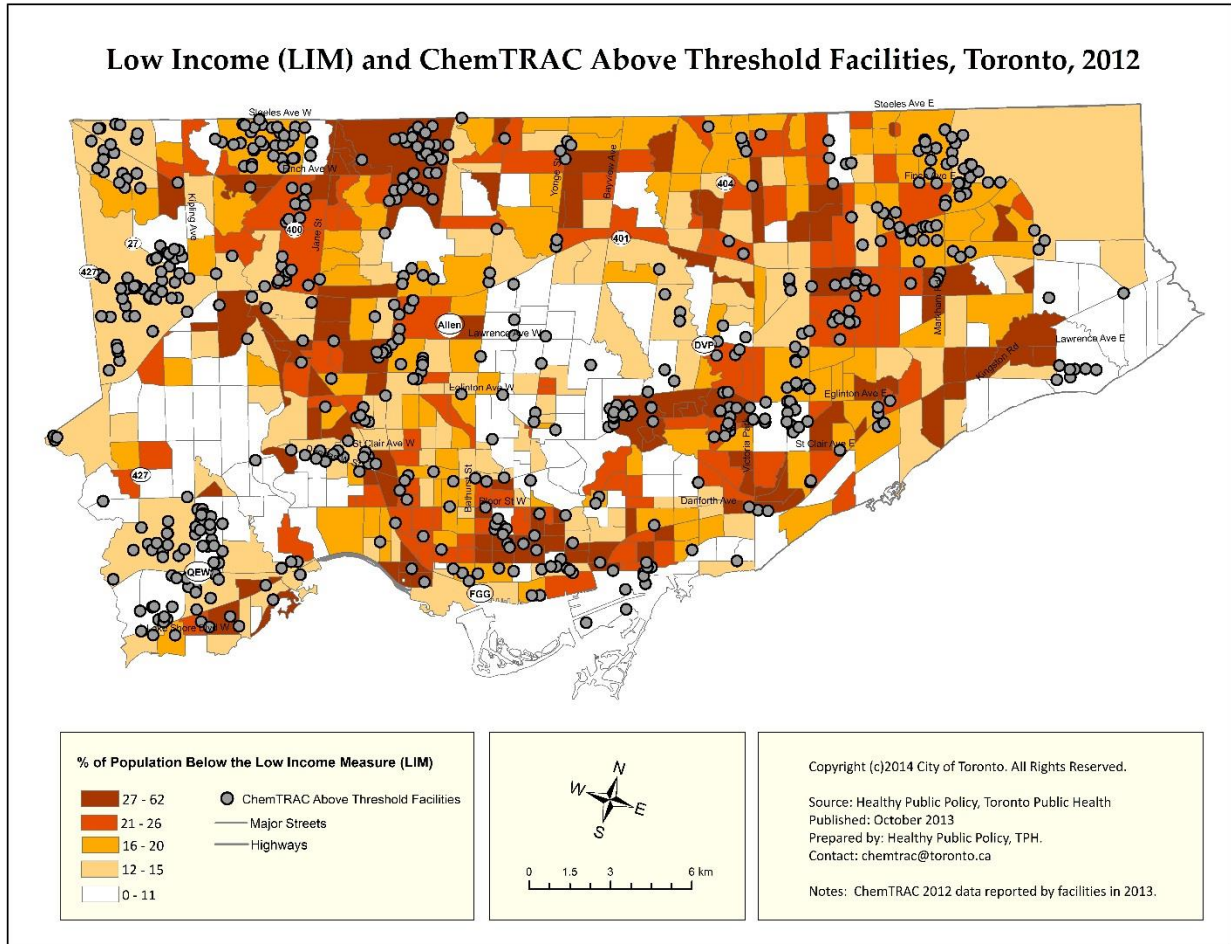 Low Income (LIM) and ChemTRAC Above Threshold Facilities, Toronto, 2012
Steeles Ave E
Steeles Ave W
Finch Ave W
Finch Ave E
Yonge St
Bayview Ave
404
Kipling Ave
400
Jane St
401
27
427
Markham Rd
Allen
Lawrence Ave W
DVP
Lawrence Ave E
Kingston Rd
Eglinton Ave W
Eglinton Ave E
Victoria Park
St Clair Ave W
St Clair Ave E
427
Bathurst St
Bloor St W
Danforth Ave
QEW
FGG
Lake Shore Blvd W
% of Population Below the Low Income Measure (LIM)
27 - 62
21 - 26
16 - 20
12 - 15
0 - 11
ChemTRAC Above Threshold Facilities
Major Streets
Highways
N
W
E
S
0 1.5 3 6 km
Copyright (c)2014 City of Toronto. All Rights Reserved.
Source: Healthy Public Policy, Toronto Public Health
Published: October 2013
Prepared by: Healthy Public Policy, TPH.
Contact: chemtrac@toronto.ca
Notes: ChemTRAC 2012 data reported by facilities in 2013.